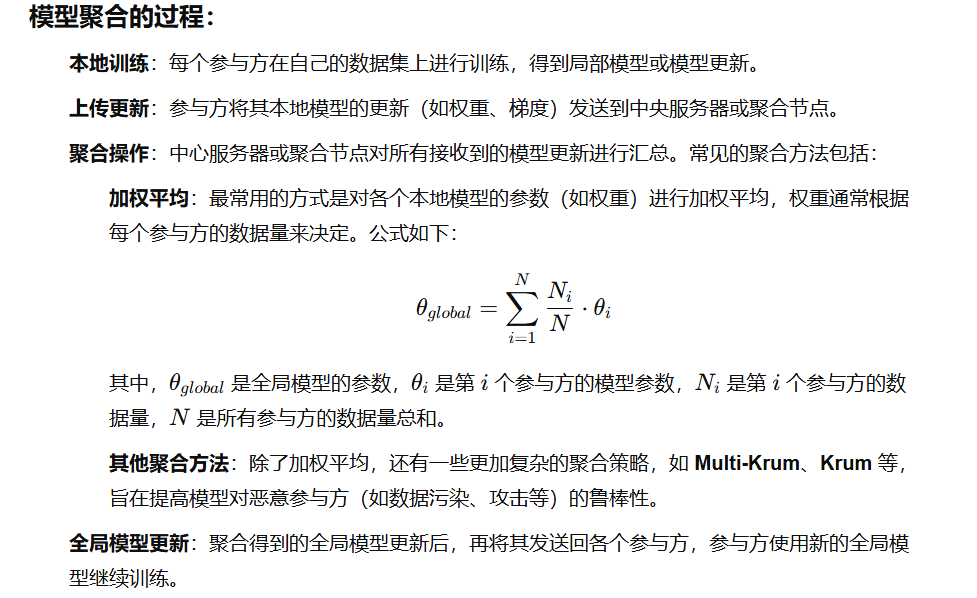 模型聚合的过程：
本地训练：每个参与方在自己的数据集上进行训练，得到局部模型或模型更新。
上传更新：参与方将其本地模型的更新（如权重、梯度）发送到中央服务器或聚合节点。
聚合操作：中心服务器或聚合节点对所有接收到的模型更新进行汇总。常见的聚合方法包括：
加权平均：最常用的方式是对各个本地模型的参数（如权重）进行加权平均，权重通常根据
每个参与方的数据量来决定。公式如下：
θ_{global} = \sum_{i=1}^{N} \frac{N_i}{N} · θ_i
其中，θ_{global} 是全局模型的参数，θ_i 是第 i 个参与方的模型参数，N_i 是第 i 个参与方的数
据量，N 是所有参与方的数据量总和。
其他聚合方法：除了加权平均，还有一些更加复杂的聚合策略，如 Multi-Krum、Krum 等，
旨在提高模型对恶意参与方（如数据污染、攻击等）的鲁棒性。
全局模型更新：聚合得到的全局模型更新后，再将其发送回各个参与方，参与方使用新的全局模
型继续训练。